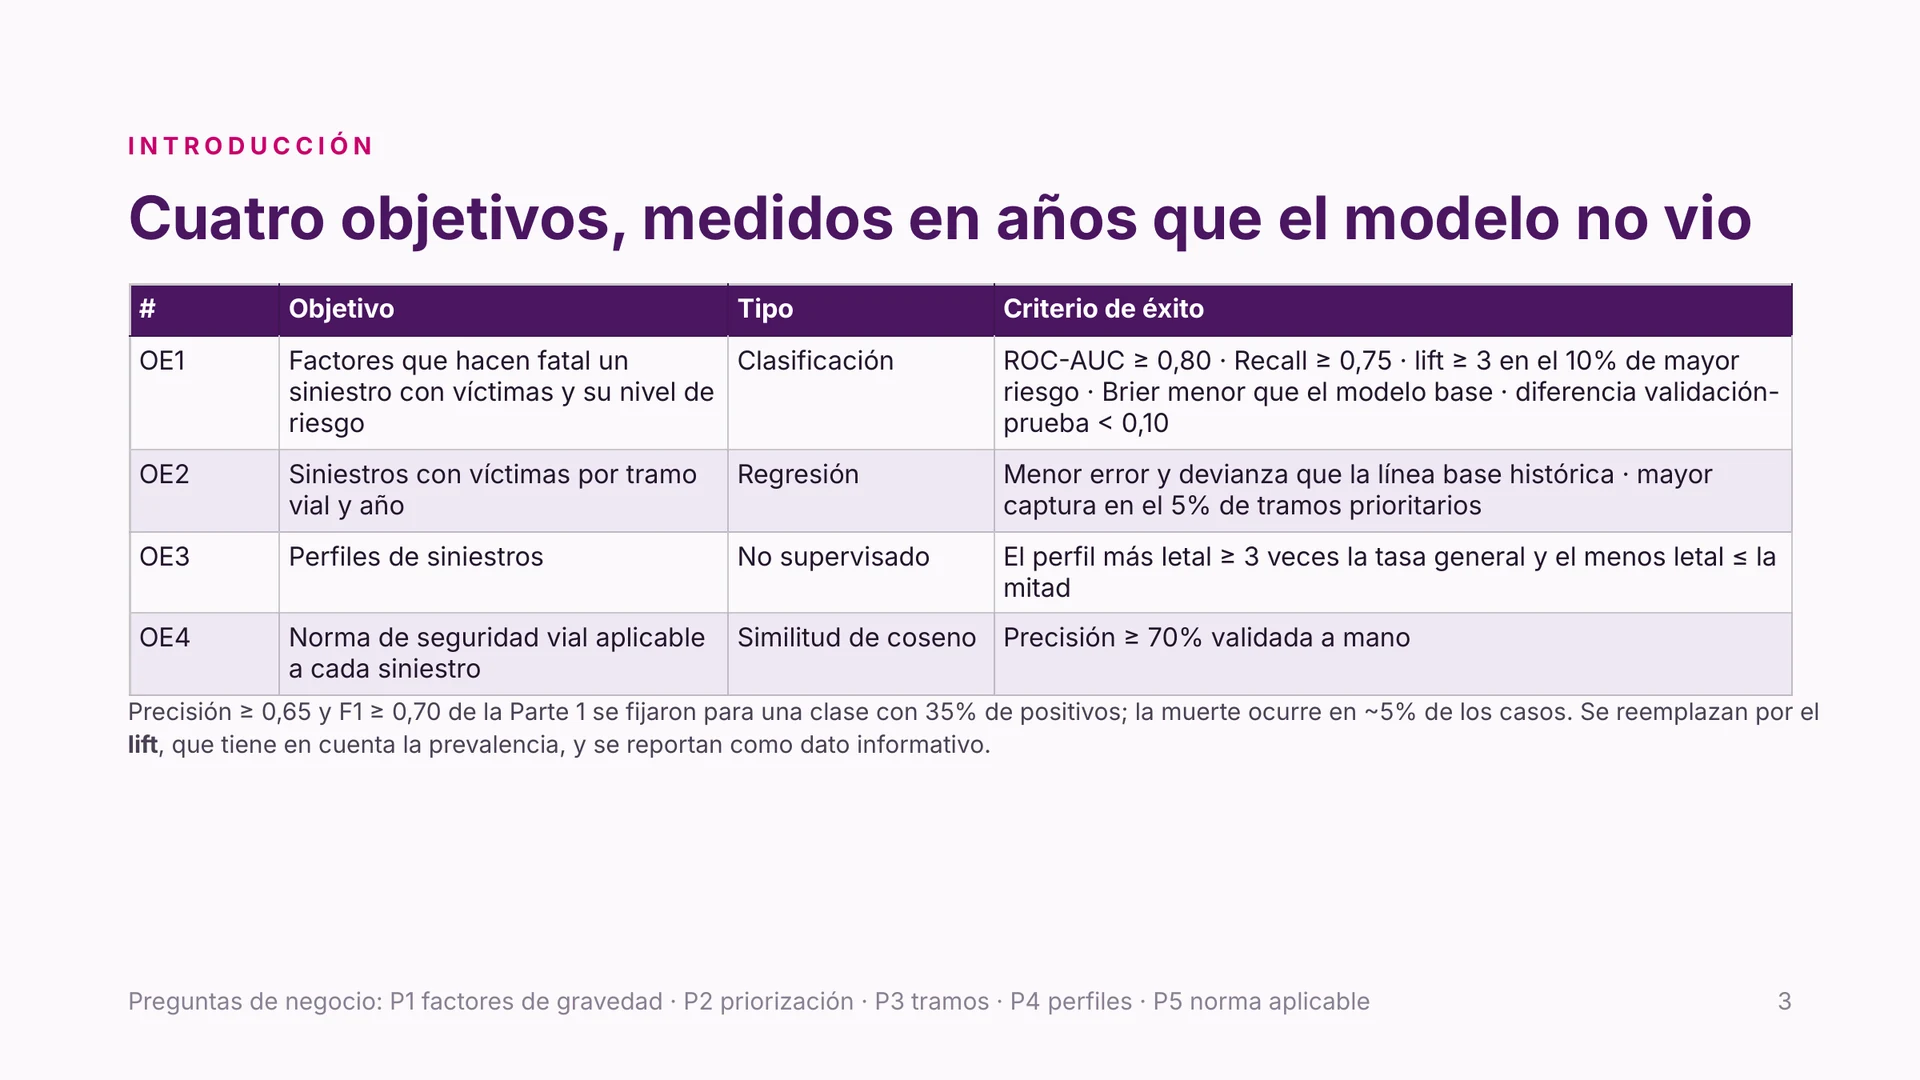 INTRODUCCIÓN
Cuatro objetivos, medidos en años que el modelo no vio
# Objetivo Tipo Criterio de éxito
OE1 Factores que hacen fatal un siniestro con víctimas y su nivel de riesgo Clasificación ROC-AUC ≥ 0,80 · Recall ≥ 0,75 · lift ≥ 3 en el 10% de mayor riesgo · Brier menor que el modelo base · diferencia validación-prueba < 0,10
OE2 Siniestros con víctimas por tramo vial y año Regresión Menor error y devianza que la línea base histórica · mayor captura en el 5% de tramos prioritarios
OE3 Perfiles de siniestros No supervisado El perfil más letal ≥ 3 veces la tasa general y el menos letal ≤ la mitad
OE4 Norma de seguridad vial aplicable a cada siniestro Similitud de coseno Precisión ≥ 70% validada a mano
Precisión ≥ 0,65 y F1 ≥ 0,70 de la Parte 1 se fijaron para una clase con 35% de positivos; la muerte ocurre en ~5% de los casos. Se reemplazan por el
lift, que tiene en cuenta la prevalencia, y se reportan como dato informativo.
Preguntas de negocio: P1 factores de gravedad · P2 priorización · P3 tramos · P4 perfiles · P5 norma aplicable
3